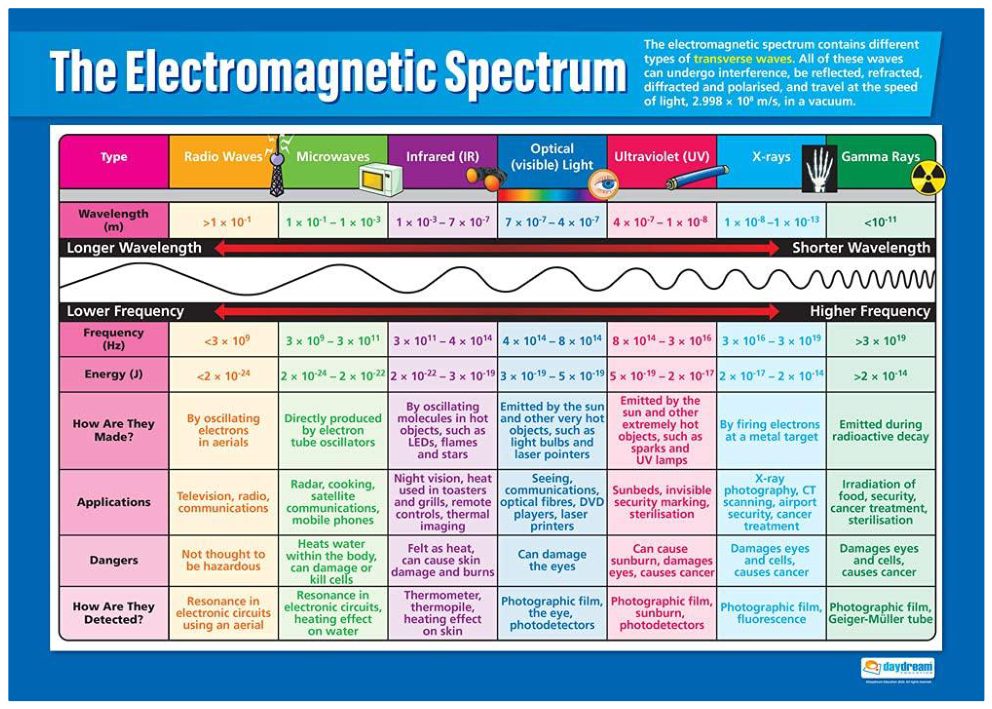 The Electromagnetic Spectrum
The electromagnetic spectrum contains different
types of transverse waves. All of these waves
can undergo interference, be reflected, refracted,
diffracted and polarised, and travel at the speed
of light, 2.998 × 10⁸ m/s, in a vacuum.
Type
Radio Waves
Microwaves
Infrared (IR)
Optical
(visible) Light
Ultraviolet (UV)
X-rays
Gamma Rays
Wavelength
(m)
>1 × 10⁻¹
1 × 10⁻¹ – 1 × 10⁻³
1 × 10⁻³ – 7 × 10⁻⁷
7 × 10⁻⁷ – 4 × 10⁻⁷
4 × 10⁻⁷ – 1 × 10⁻⁸
1 × 10⁻⁸ –1 × 10⁻¹³
<10⁻¹¹
Longer Wavelength
Shorter Wavelength
Lower Frequency
Higher Frequency
Frequency
(Hz)
<3 × 10⁹
3 × 10⁹ – 3 × 10¹¹
3 × 10¹¹ – 4 × 10¹⁴
4 × 10¹⁴ – 8 × 10¹⁴
8 × 10¹⁴ – 3 × 10¹⁶
3 × 10¹⁶ – 3 × 10¹⁹
>3 × 10¹⁹
Energy (J)
<2 × 10⁻²⁴
2 × 10⁻²⁴ – 2 × 10⁻²²
2 × 10⁻²² – 3 × 10⁻¹⁹
3 × 10⁻¹⁹ – 5 × 10⁻¹⁹
5 × 10⁻¹⁹ – 2 × 10⁻¹⁷
2 × 10⁻¹⁷ – 2 × 10⁻¹⁴
>2 × 10⁻¹⁴
How Are They
Made?
By oscillating
electrons
in aerials
Directly produced
by electron
tube oscillators
By oscillating
molecules in hot
objects, such as
LEDs, flames
and stars
Emitted by the sun
and other very hot
objects, such as
light bulbs and
laser pointers
Emitted by the
sun and other
extremely hot
objects, such as
sparks and
UV lamps
By firing electrons
at a metal target
Emitted during
radioactive decay
Applications
Television, radio,
communications
Radar, cooking,
satellite
communications,
mobile phones
Night vision, heat
used in toasters
and grills, remote
controls, thermal
imaging
Seeing,
communications,
optical fibres, DVD
players, laser
printers
Sunbeds, invisible
security marking,
sterilisation
X-ray
photography, CT
scanning, airport
security, cancer
treatment
Irradiation of
food, security,
cancer treatment,
sterilisation
Dangers
Not thought to
be hazardous
Heats water
within the body,
can damage or
kill cells
Felt as heat,
can cause skin
damage and burns
Can damage
the eyes
Can cause
sunburn, damages
eyes, causes cancer
Damages eyes
and cells,
causes cancer
Damages eyes
and cells,
causes cancer
How Are They
Detected?
Resonance in
electronic circuits
using an aerial
Resonance in
electronic circuits,
heating effect
on water
Thermometer,
thermopile,
heating effect
on skin
Photographic film,
the eye,
photodetectors
Photographic film,
sunburn,
photodetectors
Photographic film,
fluorescence
Photographic film,
Geiger-Müller tube
daydream